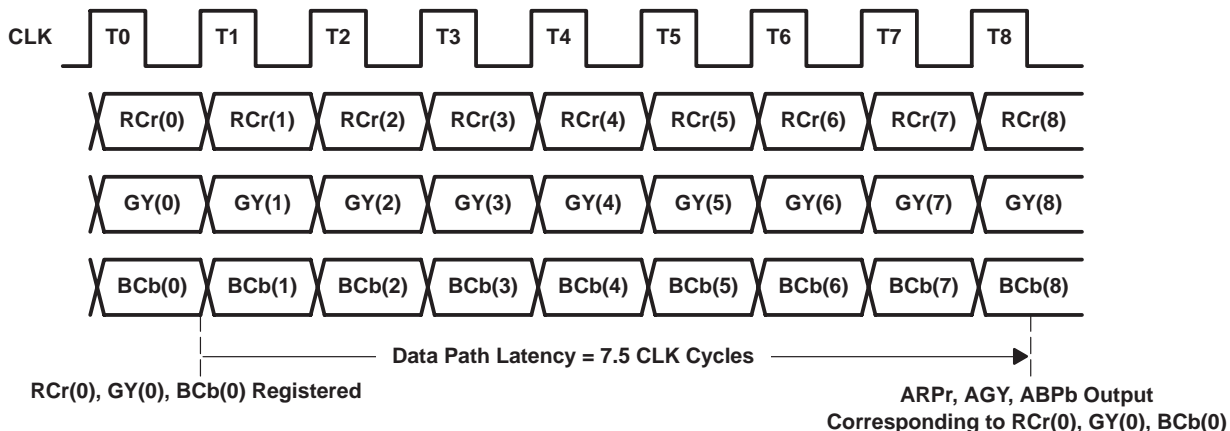 CLK T0 T1 T2 T3 T4 T5 T6 T7 T8
RCr(0) RCr(1) RCr(2) RCr(3) RCr(4) RCr(5) RCr(6) RCr(7) RCr(8)
GY(0) GY(1) GY(2) GY(3) GY(4) GY(5) GY(6) GY(7) GY(8)
BCb(0) BCb(1) BCb(2) BCb(3) BCb(4) BCb(5) BCb(6) BCb(7) BCb(8)
Data Path Latency = 7.5 CLK Cycles
RCr(0), GY(0), BCb(0) Registered
ARPr, AGY, ABPb Output
Corresponding to RCr(0), GY(0), BCb(0)